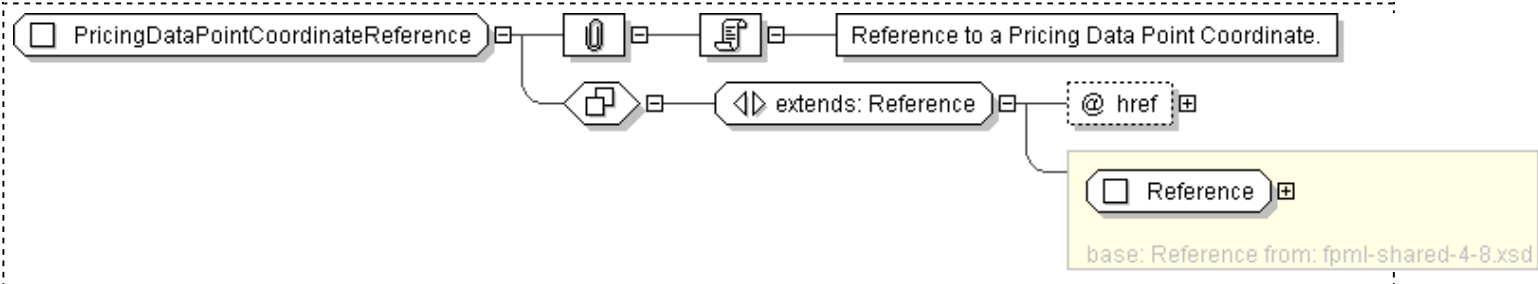 PricingDataPointCoordinateReference
Reference to a Pricing Data Point Coordinate.
extends: Reference
@ href
Reference
base: Reference from: fpml-shared-4-8.xsd